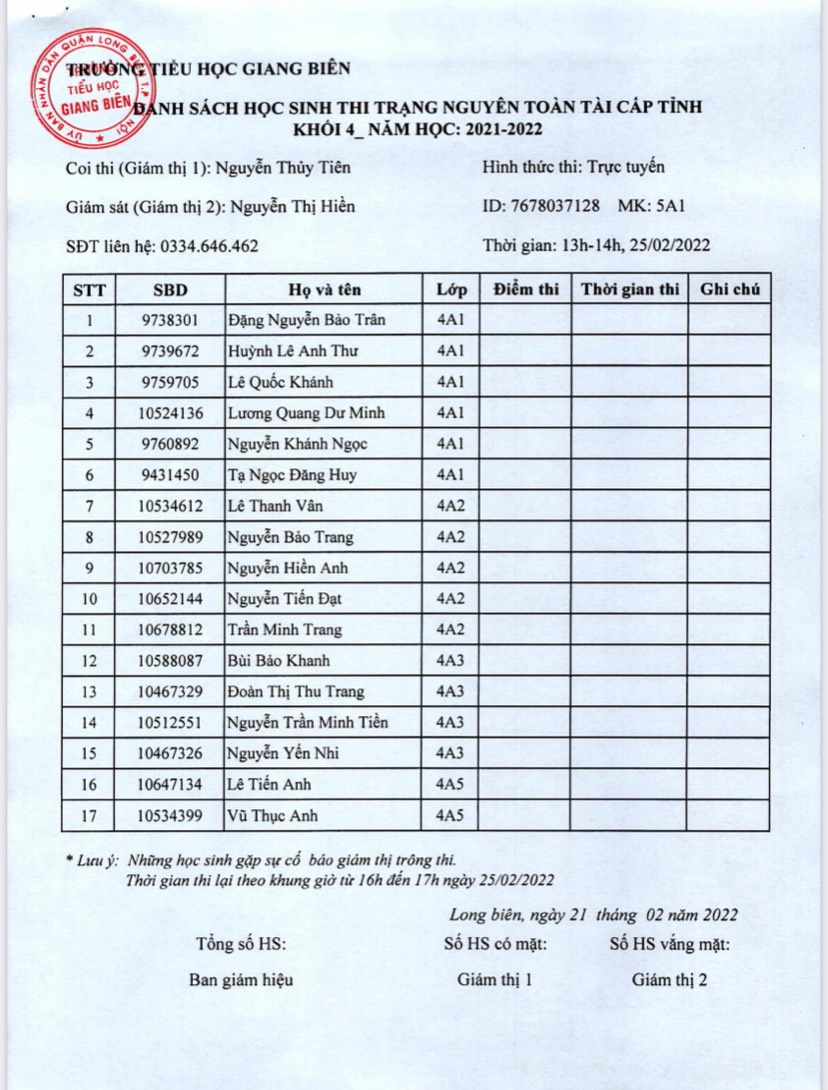 ỦY BAN NHÂN DÂN QUẬN LONG BIÊN T.P
NỘI
TIỂU HỌC
GIANG BIÊN
TRƯỜNG TIỂU HỌC GIANG BIÊN
DANH SÁCH HỌC SINH THI TRẠNG NGUYÊN TOÀN TÀI CẤP TỈNH
KHỐI 4_ NĂM HỌC: 2021-2022
Coi thi (Giám thị 1): Nguyễn Thủy Tiên Hình thức thi: Trực tuyến
Giám sát (Giám thị 2): Nguyễn Thị Hiền ID: 7678037128 MK: 5A1
SĐT liên hệ: 0334.646.462 Thời gian: 13h-14h, 25/02/2022
STT SBD Họ và tên Lớp Điểm thi Thời gian thi Ghi chú
1 9738301 Đặng Nguyễn Bảo Trân 4A1
2 9739672 Huỳnh Lê Anh Thư 4A1
3 9759705 Lê Quốc Khánh 4A1
4 10524136 Lương Quang Dư Minh 4A1
5 9760892 Nguyễn Khánh Ngọc 4A1
6 9431450 Tạ Ngọc Đăng Huy 4A1
7 10534612 Lê Thanh Vân 4A2
8 10527989 Nguyễn Bảo Trang 4A2
9 10703785 Nguyễn Hiền Anh 4A2
10 10652144 Nguyễn Tiến Đạt 4A2
11 10678812 Trần Minh Trang 4A2
12 10588087 Bùi Bảo Khanh 4A3
13 10467329 Đoàn Thị Thu Trang 4A3
14 10512551 Nguyễn Trần Minh Tiền 4A3
15 10467326 Nguyễn Yến Nhi 4A3
16 10647134 Lê Tiến Anh 4A5
17 10534399 Vũ Thục Anh 4A5
* Lưu ý: Những học sinh gặp sự cố báo giám thị trông thi.
Thời gian thi lại theo khung giờ từ 16h đến 17h ngày 25/02/2022
Long biên, ngày 21 tháng 02 năm 2022
Tổng số HS: Số HS có mặt: Số HS vắng mặt:
Ban giám hiệu Giám thị 1 Giám thị 2